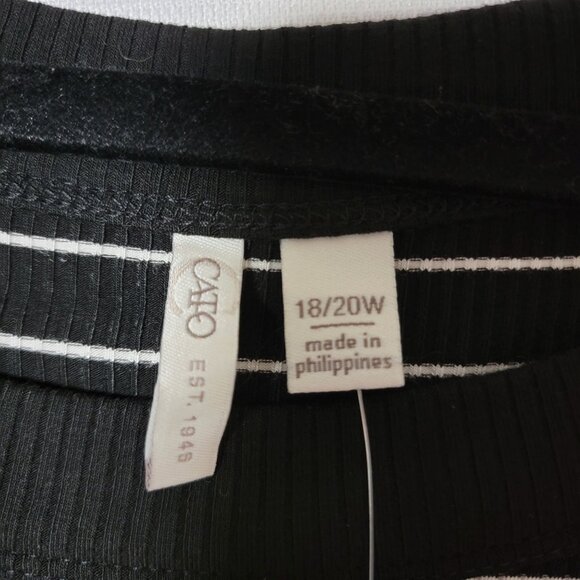 CATO
EST. 1946
18/20W
made in
philippines